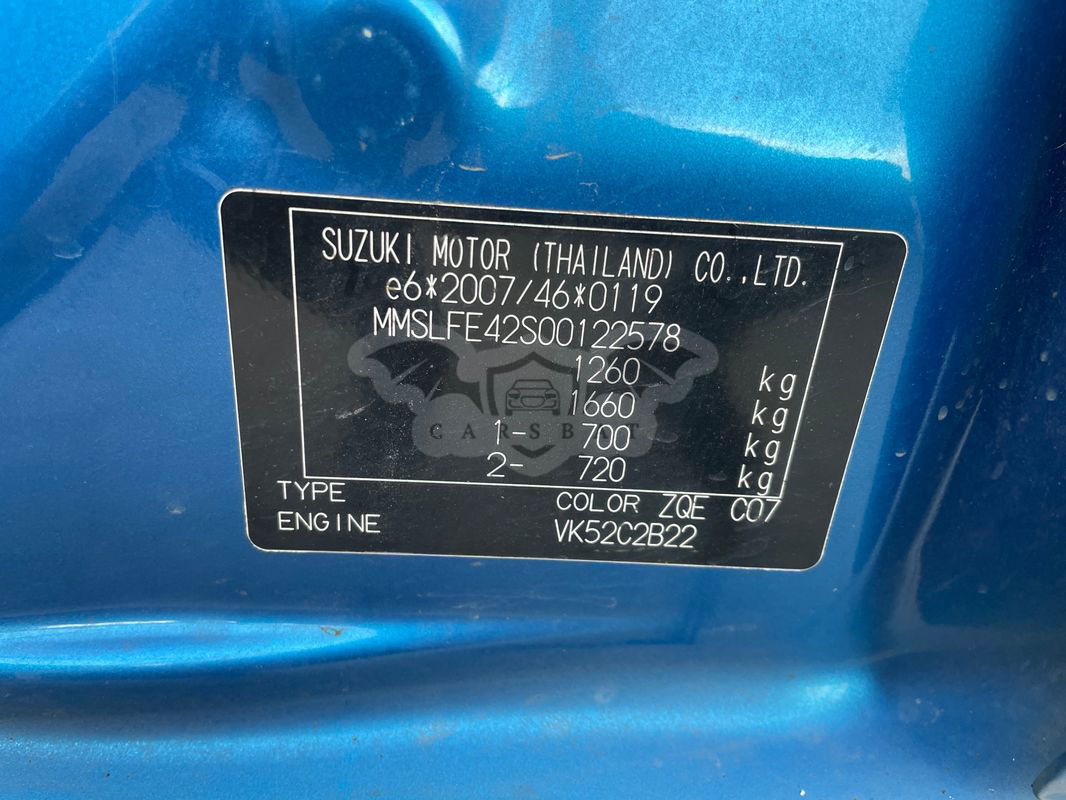 SUZUKI MOTOR (THAILAND) CO.,LTD.
e6*2007/46*0119
MMSLFE42S00122578
1260 kg
1660 kg
CARSBAT
1- 700 kg
2- 720 kg
TYPE COLOR ZQE C07
ENGINE VK52C2B22